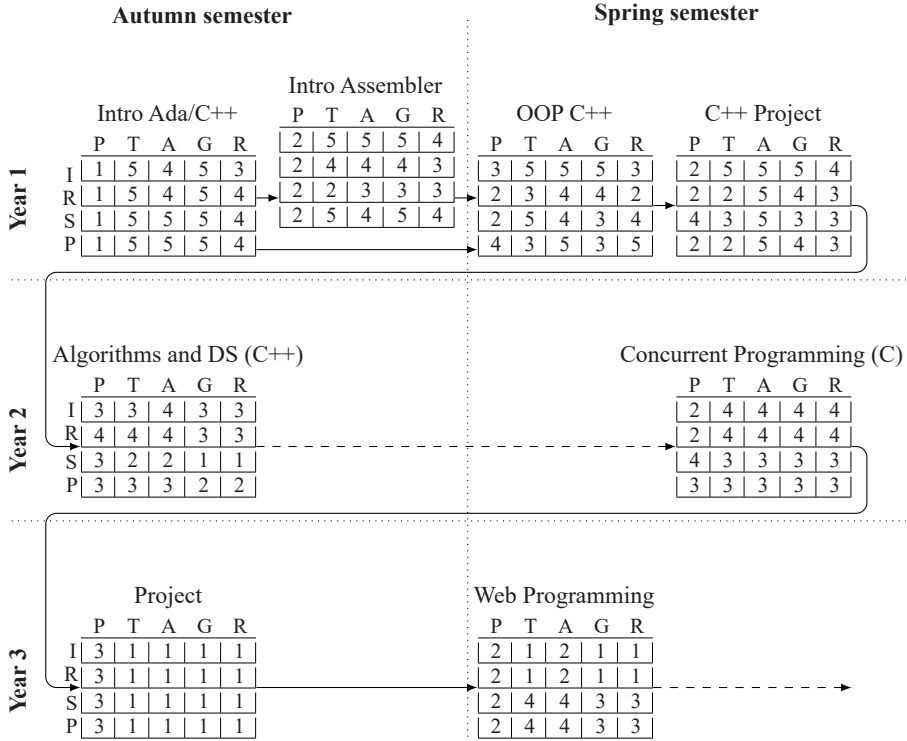 Autumn semester
Spring semester
Year 1
Intro Ada/C++
P T A G R
I 1 5 4 5 3
R 1 5 4 5 4
S 1 5 5 5 4
P 1 5 5 5 4
Intro Assembler
P T A G R
2 5 5 5 4
2 4 4 4 3
2 2 3 3 3
2 5 4 5 4
OOP C++
P T A G R
3 5 5 5 3
2 3 4 4 2
2 5 4 3 4
4 3 5 3 5
C++ Project
P T A G R
2 5 5 5 4
2 2 5 4 3
4 3 5 3 3
2 2 5 4 3
Year 2
Algorithms and DS (C++)
P T A G R
I 3 3 4 3 3
R 4 4 4 3 3
S 3 2 2 1 1
P 3 3 3 2 2
Concurrent Programming (C)
P T A G R
2 4 4 4 4
2 4 4 4 4
4 3 3 3 3
3 3 3 3 3
Year 3
Project
P T A G R
I 3 1 1 1 1
R 3 1 1 1 1
S 3 1 1 1 1
P 3 1 1 1 1
Web Programming
P T A G R
2 1 2 1 1
2 1 2 1 1
2 4 4 3 3
2 4 4 3 3